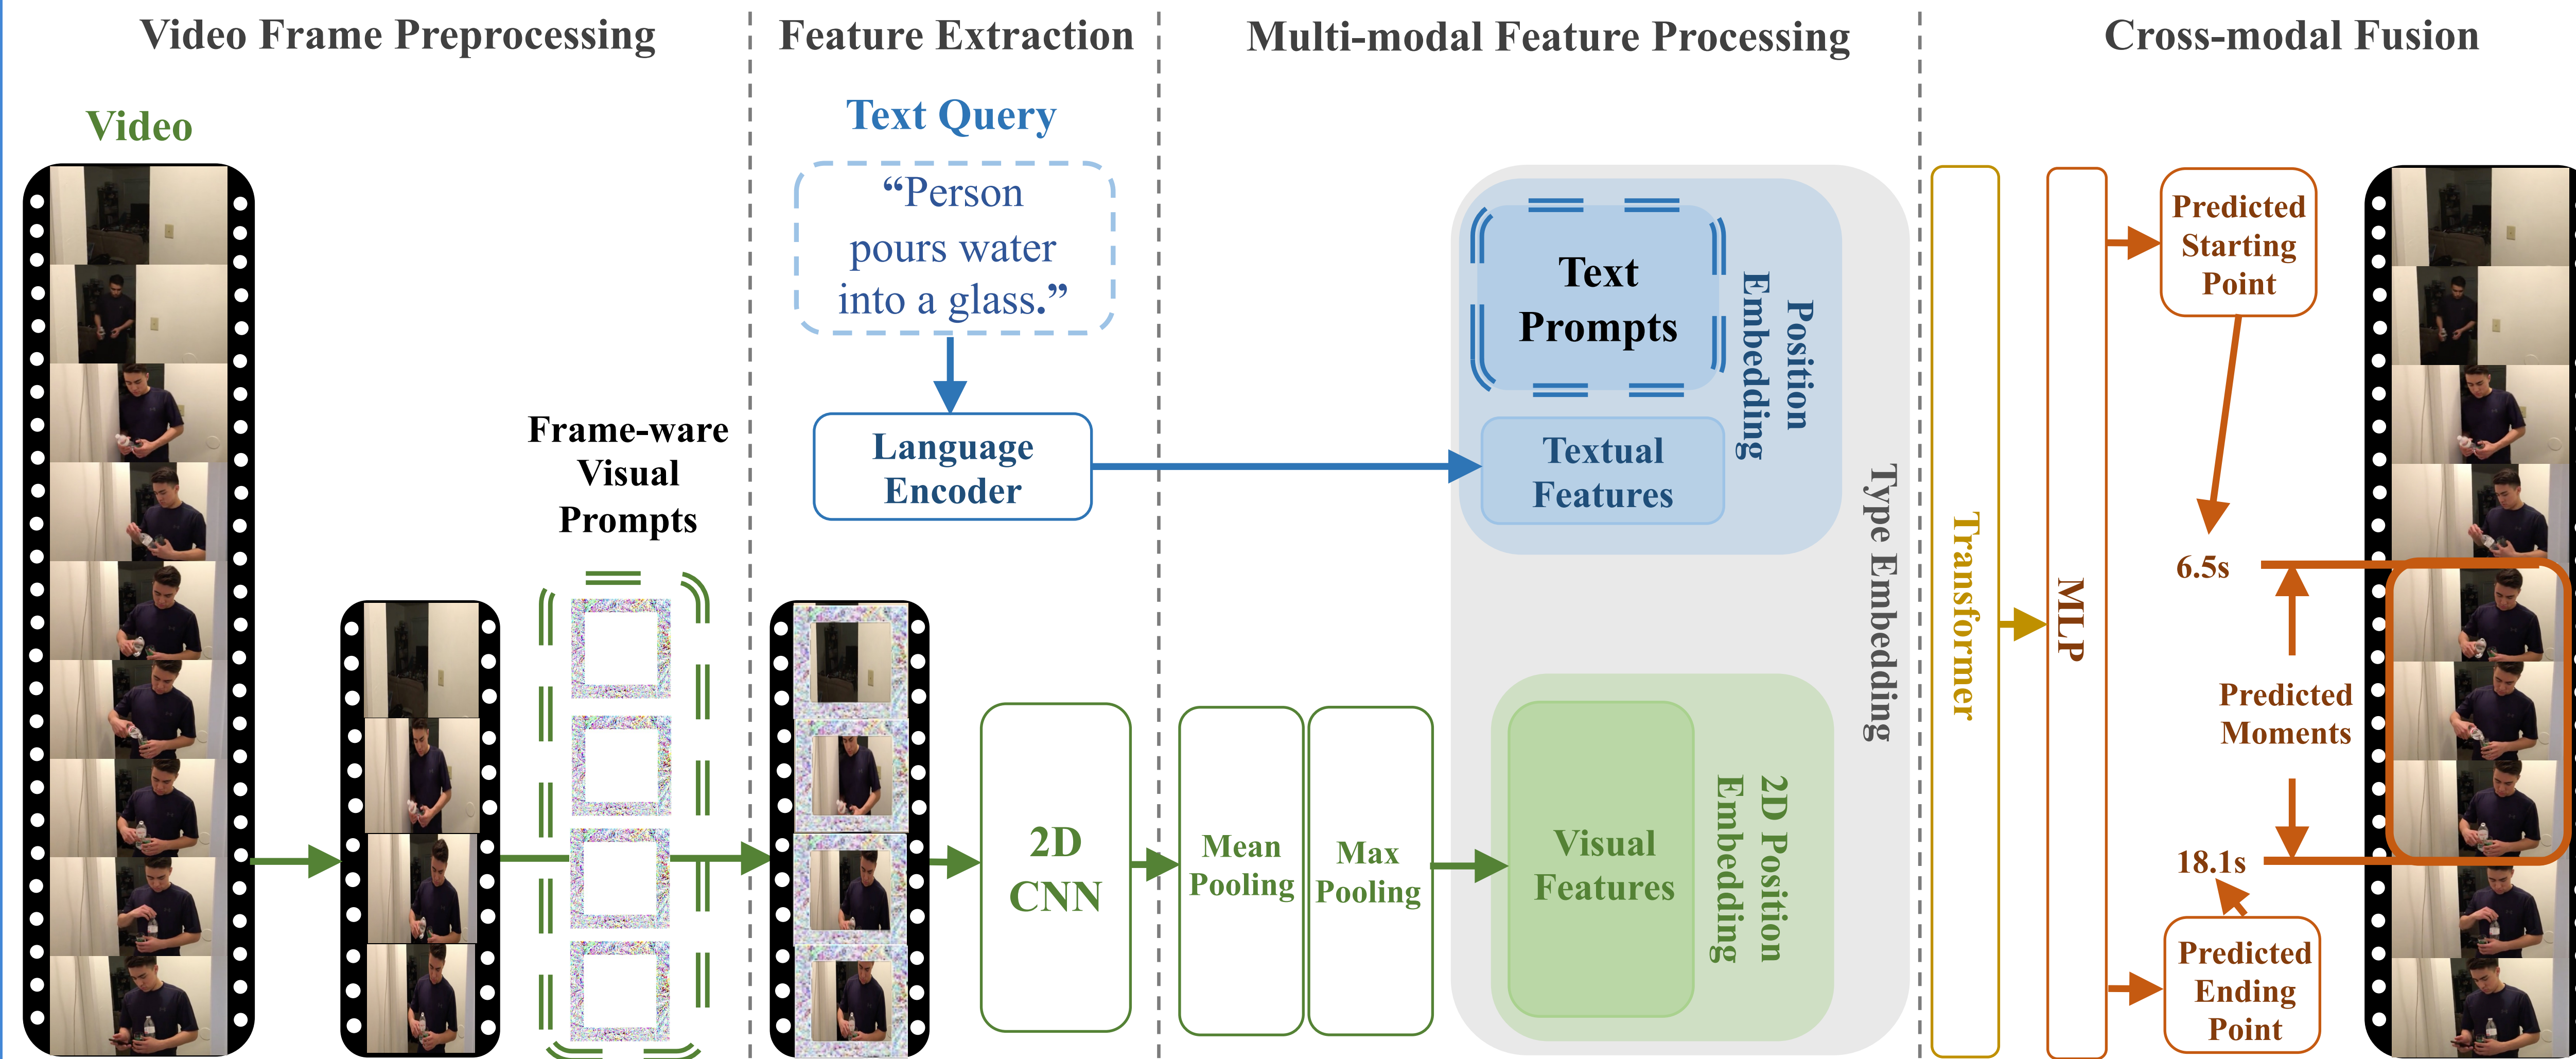 Video Frame Preprocessing
Feature Extraction
Multi-modal Feature Processing
Cross-modal Fusion
Video
Frame-ware
Visual
Prompts
Text Query
“Person
pours water
into a glass.”
Language
Encoder
2D
CNN
Mean
Pooling
Max
Pooling
Text
Prompts
Position
Embedding
Textual
Features
Visual
Features
2D Position
Embedding
Type Embedding
Transformer
MLP
Predicted
Starting
Point
6.5s
Predicted
Moments
18.1s
Predicted
Ending
Point